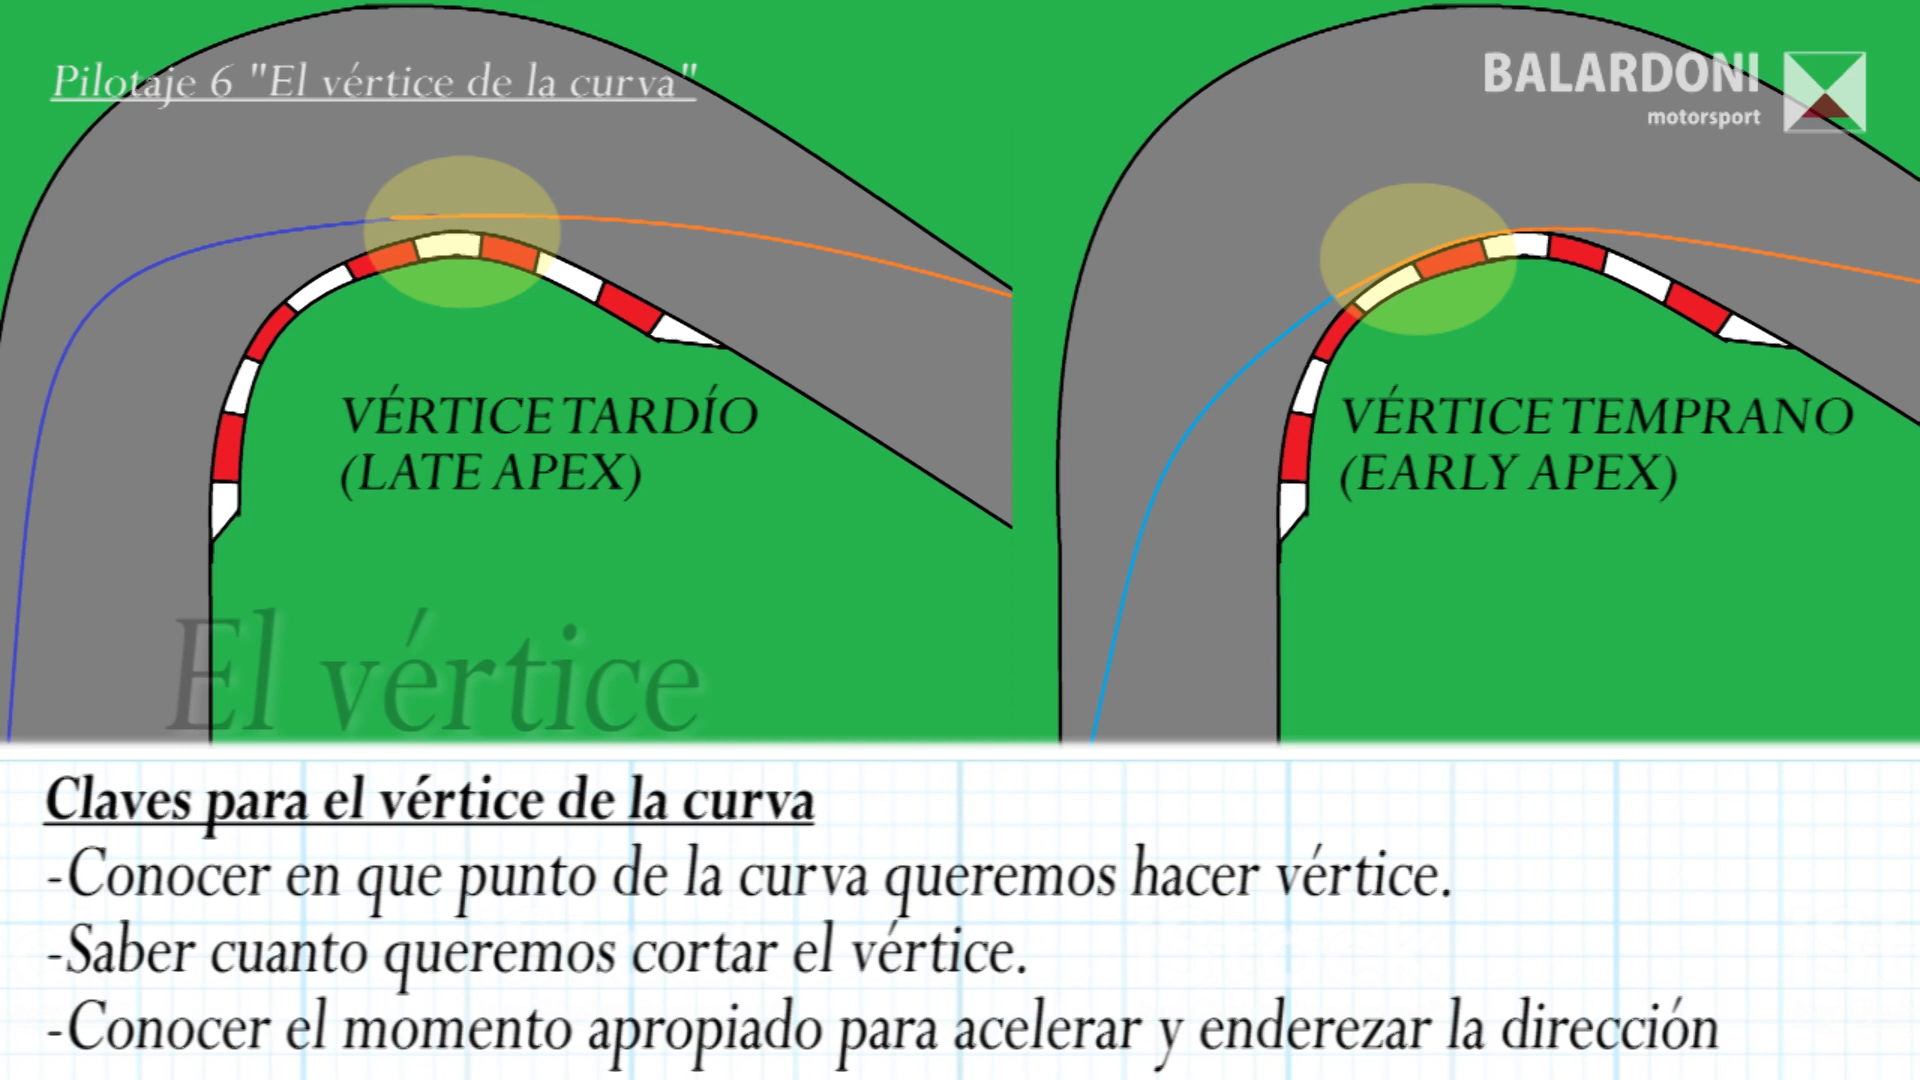 Pilotaje 6 "El vértice de la curva"
BALARDONI
motorsport
VÉRTICE TARDÍO
(LATE APEX)
VÉRTICE TEMPRANO
(EARLY APEX)
El vértice
Claves para el vértice de la curva
-Conocer en que punto de la curva queremos hacer vértice.
-Saber cuanto queremos cortar el vértice.
-Conocer el momento apropiado para acelerar y enderezar la dirección